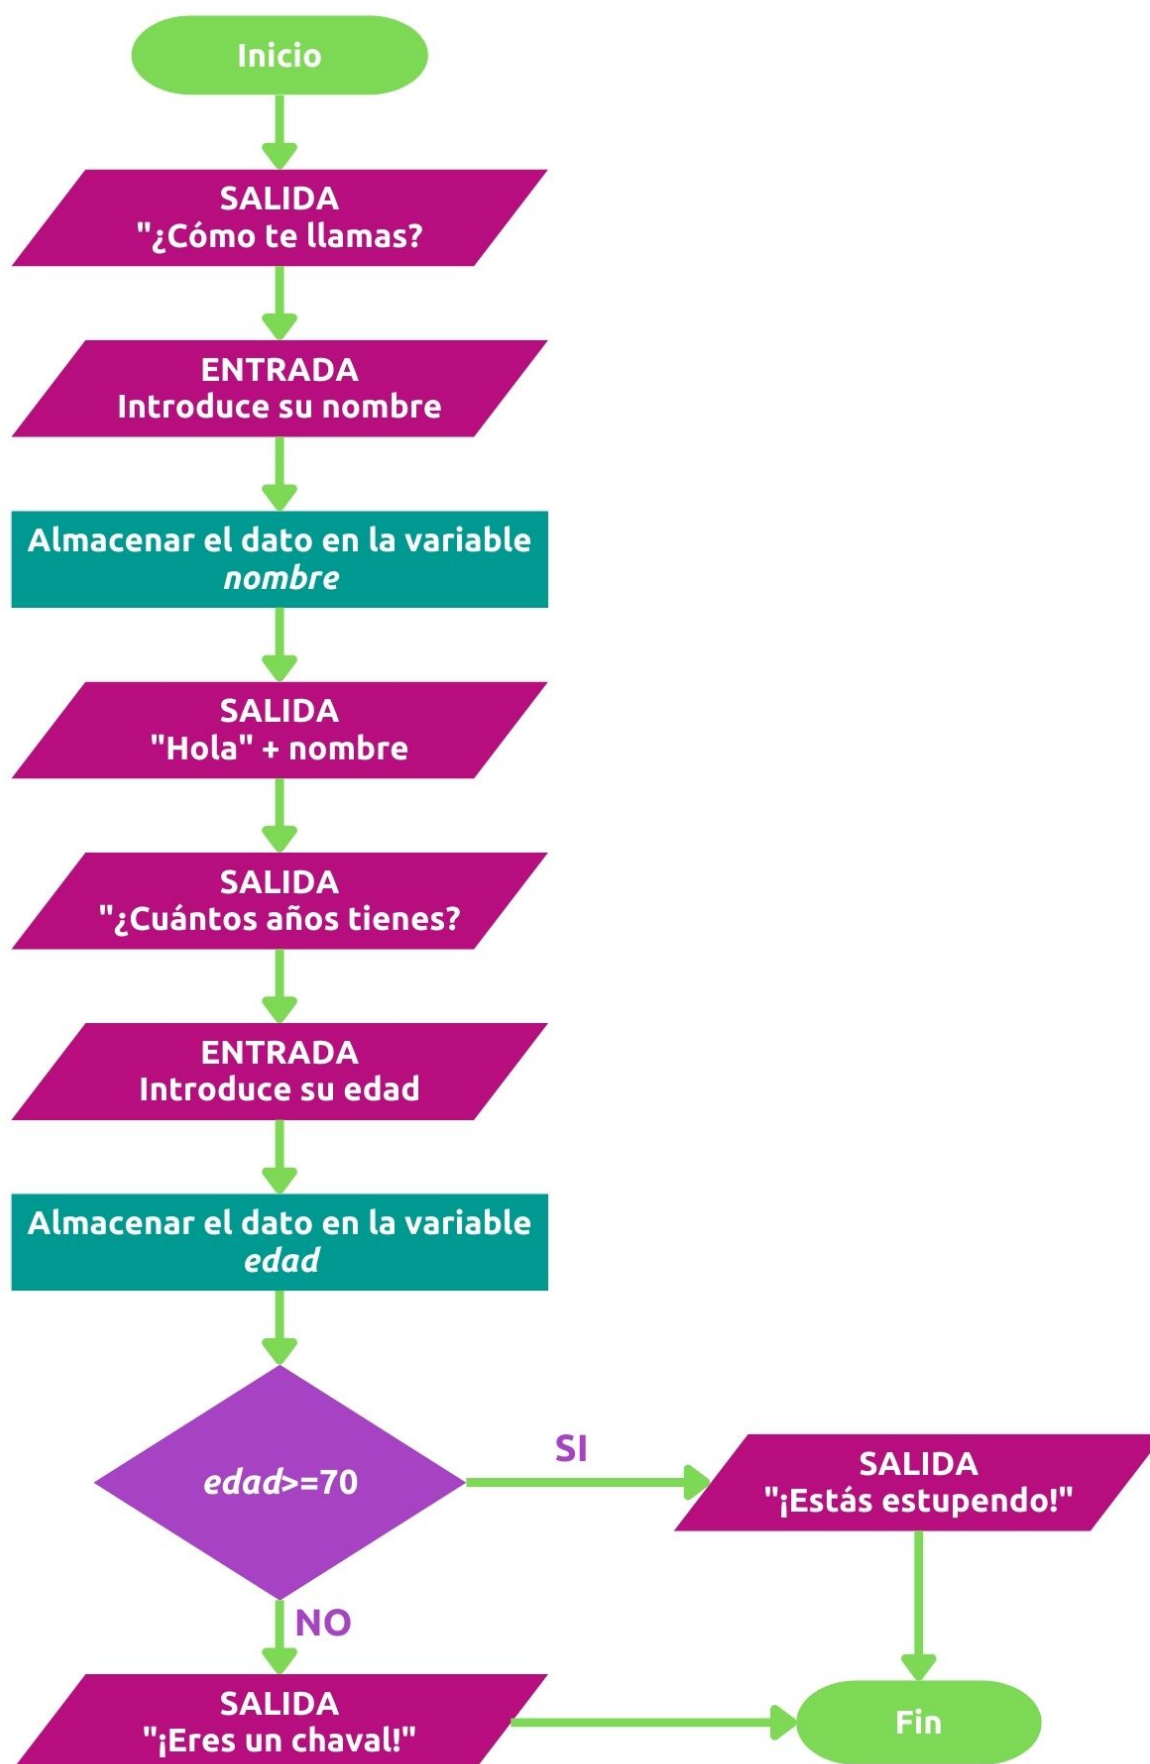 Inicio
SALIDA
"¿Cómo te llamas?
ENTRADA
Introduce su nombre
Almacenar el dato en la variable
nombre
SALIDA
"Hola" + nombre
SALIDA
"¿Cuántos años tienes?
ENTRADA
Introduce su edad
Almacenar el dato en la variable
edad
edad>=70
SI
SALIDA
"¡Estás estupendo!"
NO
SALIDA
"¡Eres un chaval!"
Fin